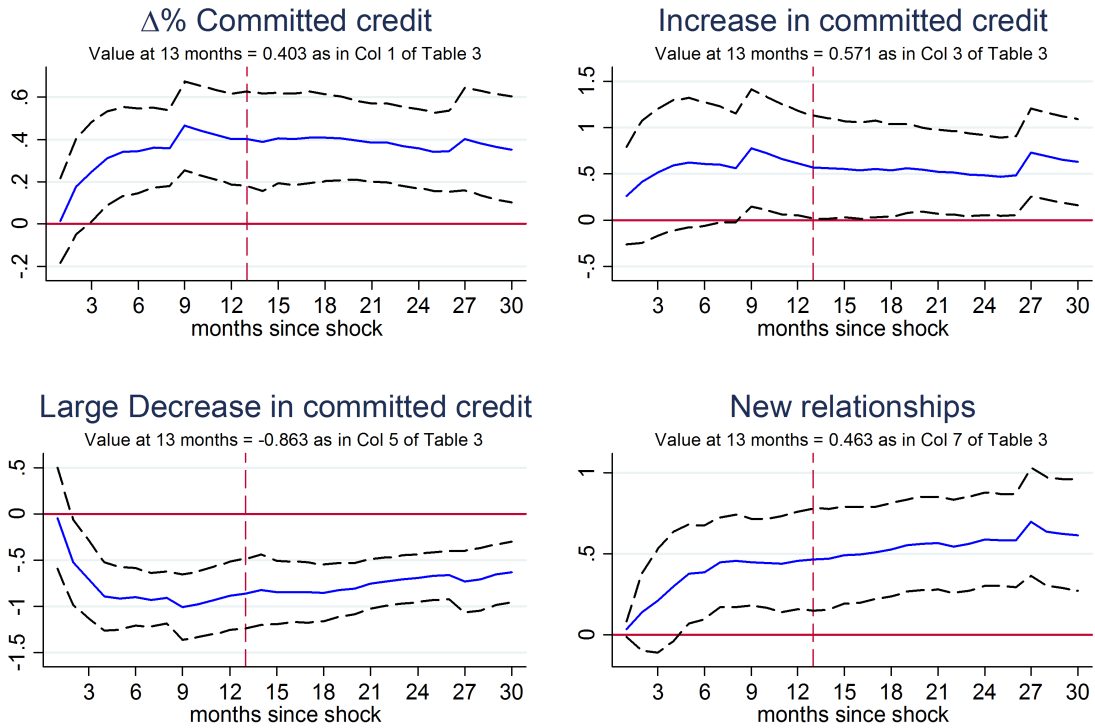 Δ% Committed credit
Value at 13 months = 0.403 as in Col 1 of Table 3
.6
.4
.2
0
-.2
3 6 9 12 15 18 21 24 27 30
months since shock
Increase in committed credit
Value at 13 months = 0.571 as in Col 3 of Table 3
1.5
1
.5
0
-.5
3 6 9 12 15 18 21 24 27 30
months since shock
Large Decrease in committed credit
Value at 13 months = -0.863 as in Col 5 of Table 3
.5
0
-.5
-1
-1.5
3 6 9 12 15 18 21 24 27 30
months since shock
New relationships
Value at 13 months = 0.463 as in Col 7 of Table 3
1
.5
0
3 6 9 12 15 18 21 24 27 30
months since shock